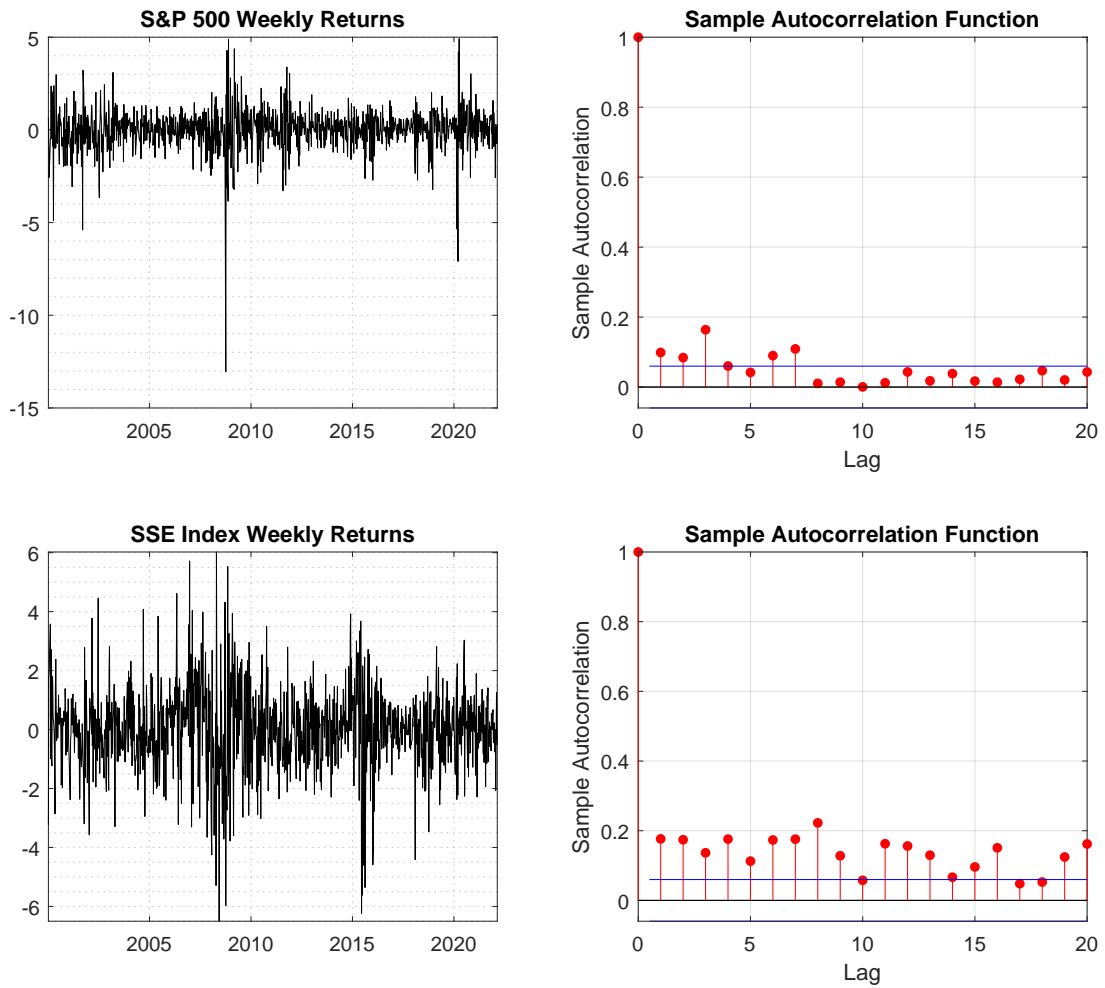 S&P 500 Weekly Returns
5
0
-5
-10
-15
2005 2010 2015 2020
Sample Autocorrelation Function
Sample Autocorrelation
1
0.8
0.6
0.4
0.2
0
0 5 10 15 20
Lag
SSE Index Weekly Returns
6
4
2
0
-2
-4
-6
2005 2010 2015 2020
Sample Autocorrelation Function
Sample Autocorrelation
1
0.8
0.6
0.4
0.2
0
0 5 10 15 20
Lag